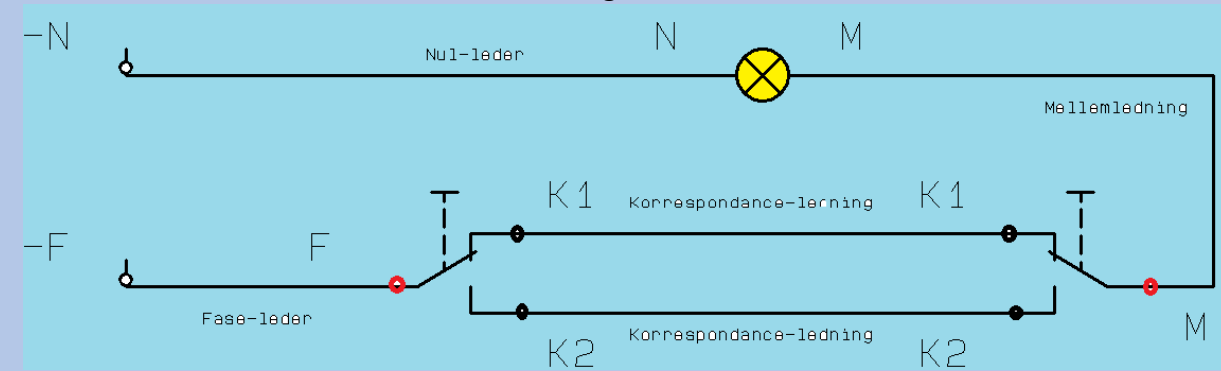 -N
Nul-leder
N
M
Mellemledning
K1
Korrespondance-lerning
K1
-F
F
Fase-leder
Korrespondance-ledning
K2
K2
M